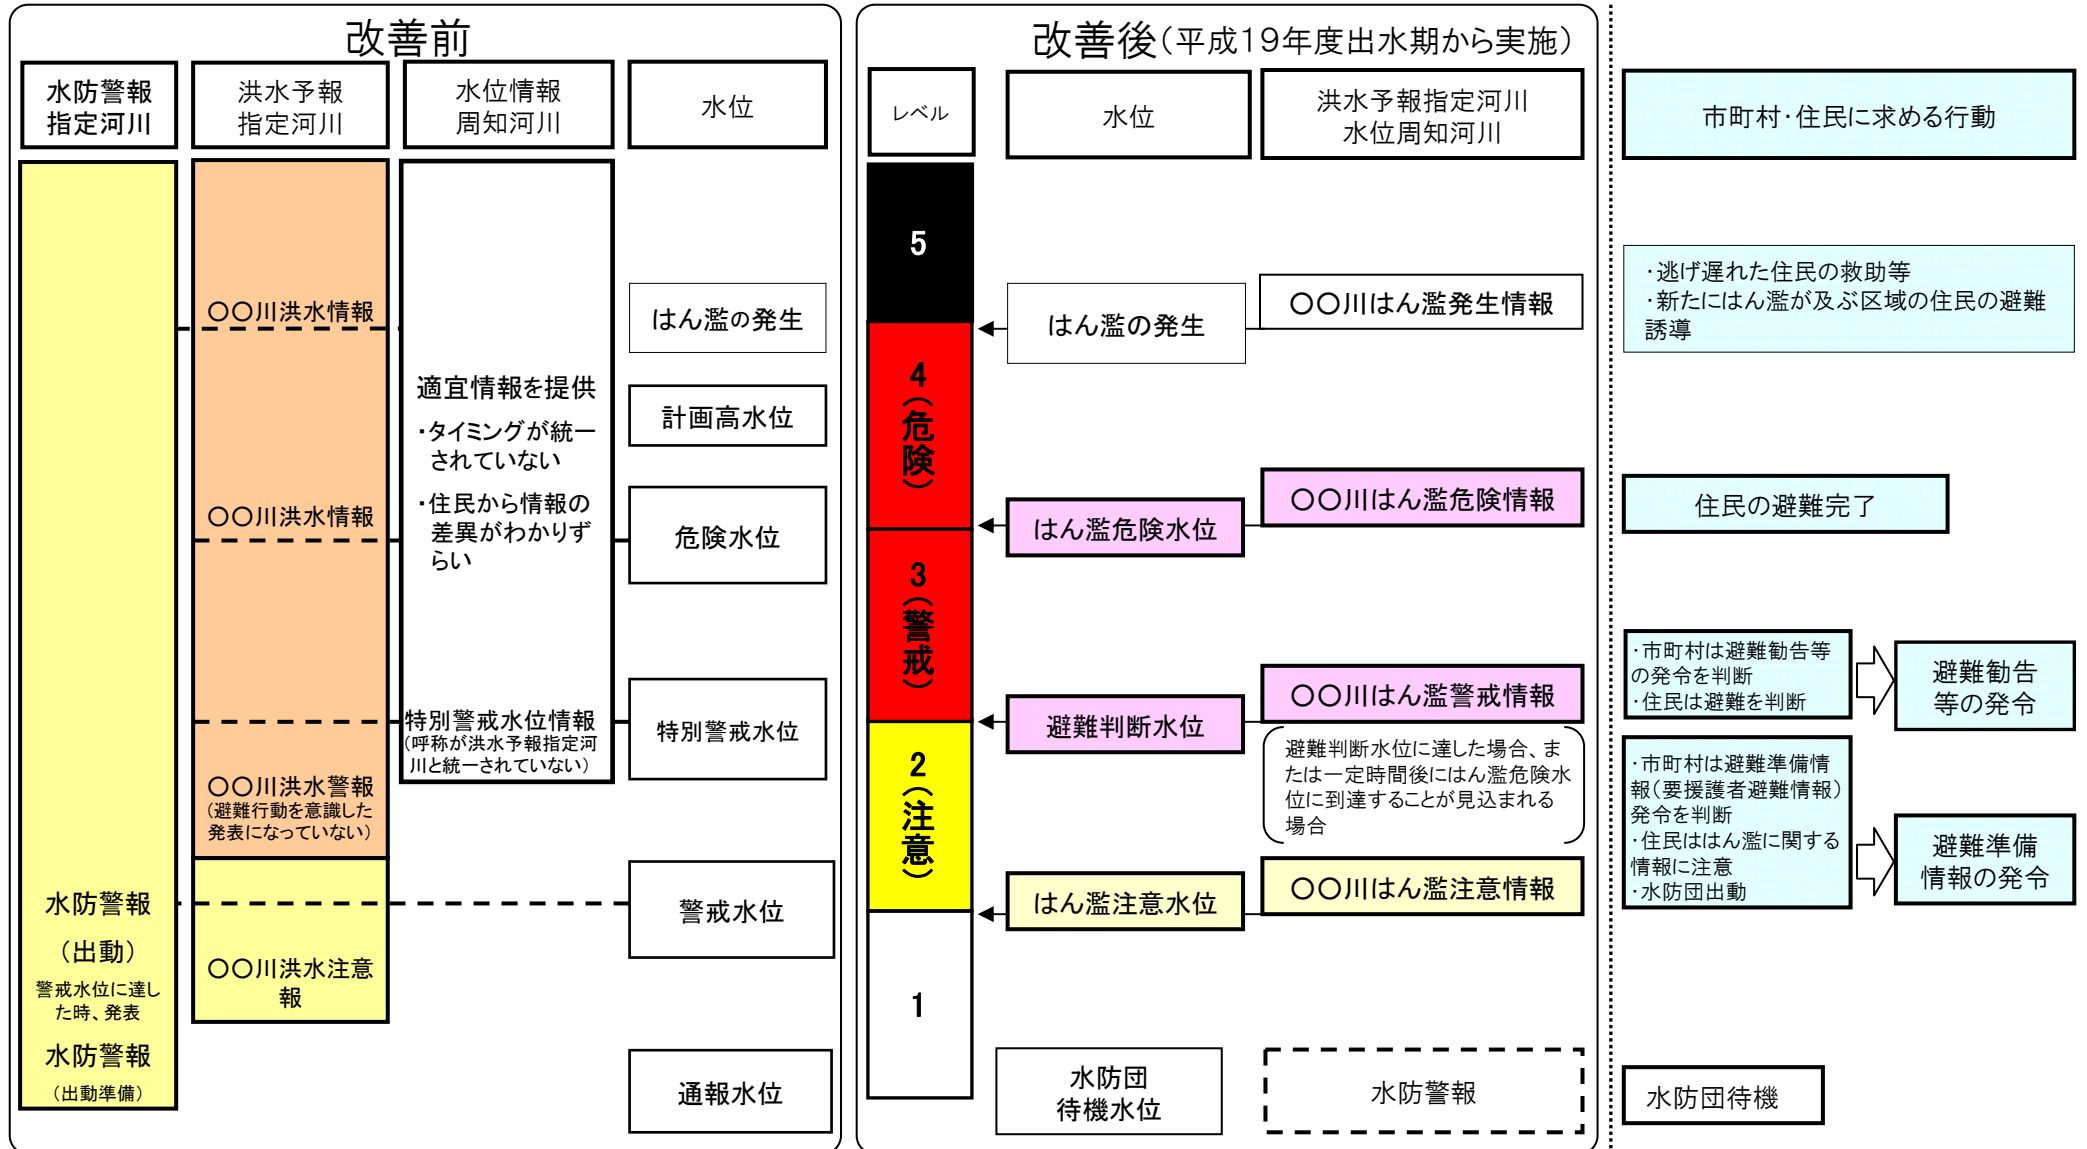 改善前
水防警報
指定河川
洪水予報
指定河川
水位情報
周知河川
水位
〇〇川洪水情報
〇〇川洪水情報
〇〇川洪水警報
(避難行動を意識した
発表になっていない)
水防警報
(出動)
警戒水位に達し
た時、発表
水防警報
(出動準備)
〇〇川洪水注意
報
適宜情報を提供
・タイミングが統一
されていない
・住民から情報の
差異がわかりず
らい
特別警戒水位情報
(呼称が洪水予報指定河
川と統一されていない)
はん濫の発生
計画高水位
危険水位
特別警戒水位
警戒水位
通報水位
改善後(平成19年度出水期から実施)
レベル
水位
洪水予報指定河川
水位周知河川
5
4(危険)
3(警戒)
2(注意)
1
はん濫の発生
はん濫危険水位
避難判断水位
はん濫注意水位
水防団
待機水位
〇〇川はん濫発生情報
〇〇川はん濫危険情報
〇〇川はん濫警戒情報
避難判断水位に達した場合、ま
たは一定時間後にはん濫危険水
位に到達することが見込まれる
場合
〇〇川はん濫注意情報
水防警報
市町村・住民に求める行動
・逃げ遅れた住民の救助等
・新たにはん濫が及ぶ区域の住民の避難
誘導
住民の避難完了
・市町村は避難勧告等
の発令を判断
・住民は避難を判断
避難勧告
等の発令
・市町村は避難準備情
報(要援護者避難情報)
発令を判断
・住民ははん濫に関する
情報に注意
・水防団出動
避難準備
情報の発令
水防団待機